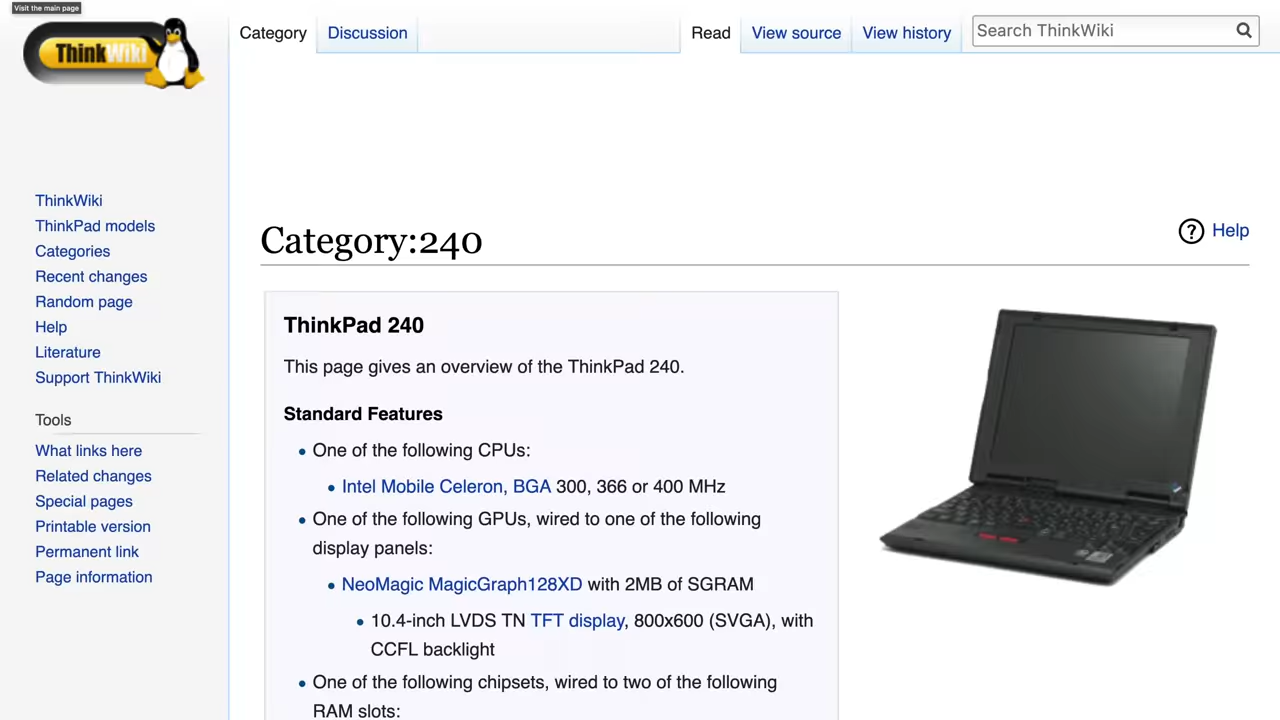 Visit the main page
ThinkWiki
Category
Discussion
Read
View source
View history
Search ThinkWiki
ThinkWiki
ThinkPad models
Categories
Recent changes
Random page
Help
Literature
Support ThinkWiki
Tools
What links here
Related changes
Special pages
Printable version
Permanent link
Page information
Category:240
? Help
ThinkPad 240
This page gives an overview of the ThinkPad 240.
Standard Features
• One of the following CPUs:
• Intel Mobile Celeron, BGA 300, 366 or 400 MHz
• One of the following GPUs, wired to one of the following
display panels:
• NeoMagic MagicGraph128XD with 2MB of SGRAM
• 10.4-inch LVDS TN TFT display, 800x600 (SVGA), with
CCFL backlight
• One of the following chipsets, wired to two of the following
RAM slots: